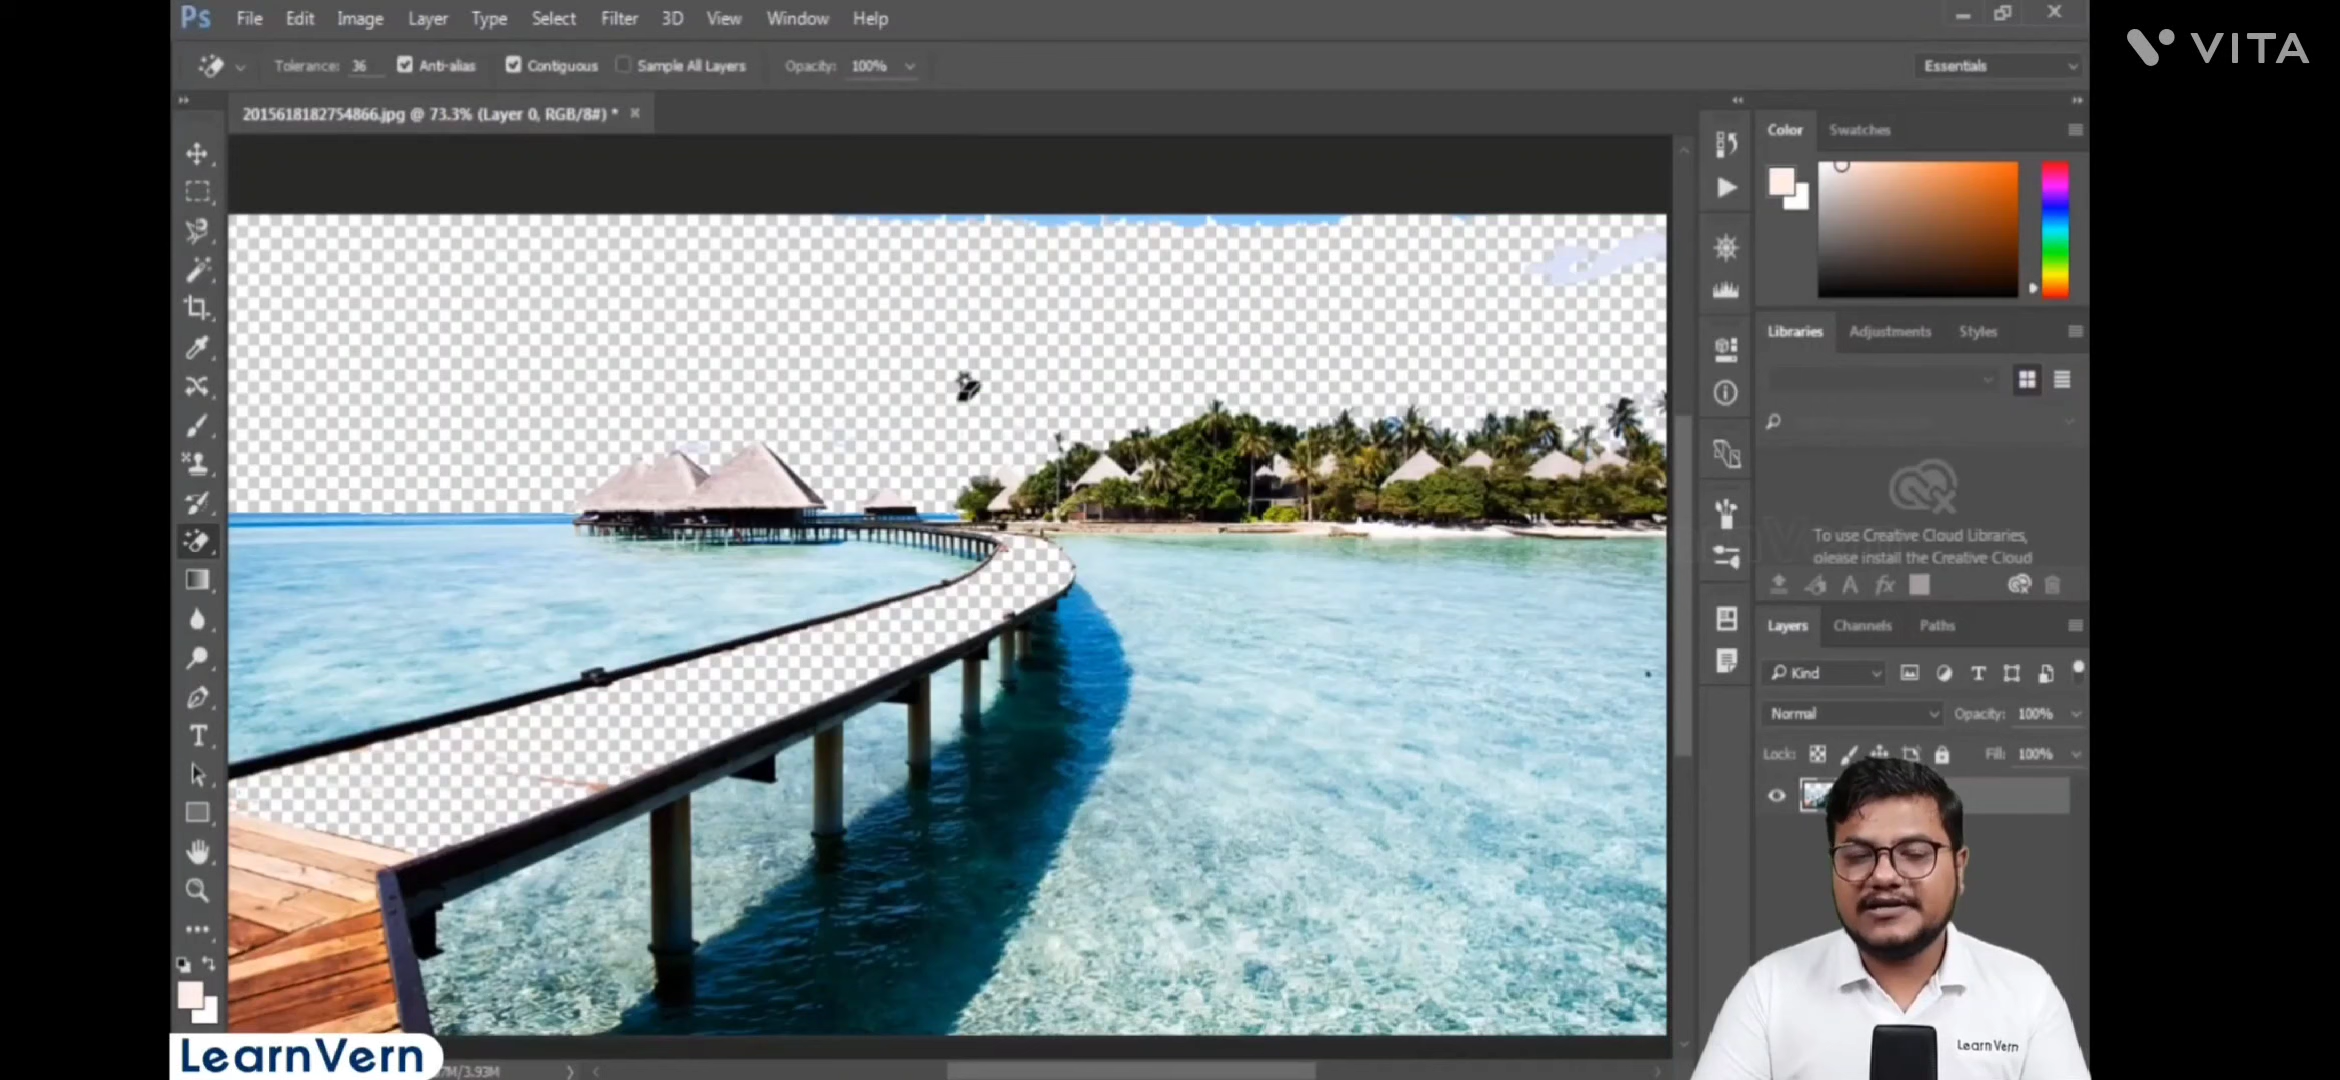 Ps File Edit Image Layer Type Select Filter 3D View Window Help
VITA
Tolerance: 36 Anti-alias Contiguous Sample All Layers Opacity: 100% Essentials
2015618182754866.jpg @ 73.3% (Layer 0, RGB/8#) *
Color Swatches
Libraries Adjustments Styles
To use Creative Cloud Libraries,
please install the Creative Cloud
Layers Channels Paths
Kind
Normal Opacity: 100%
Lock: Fill: 100%
LearnVern
Learn Vern
M/3.93M